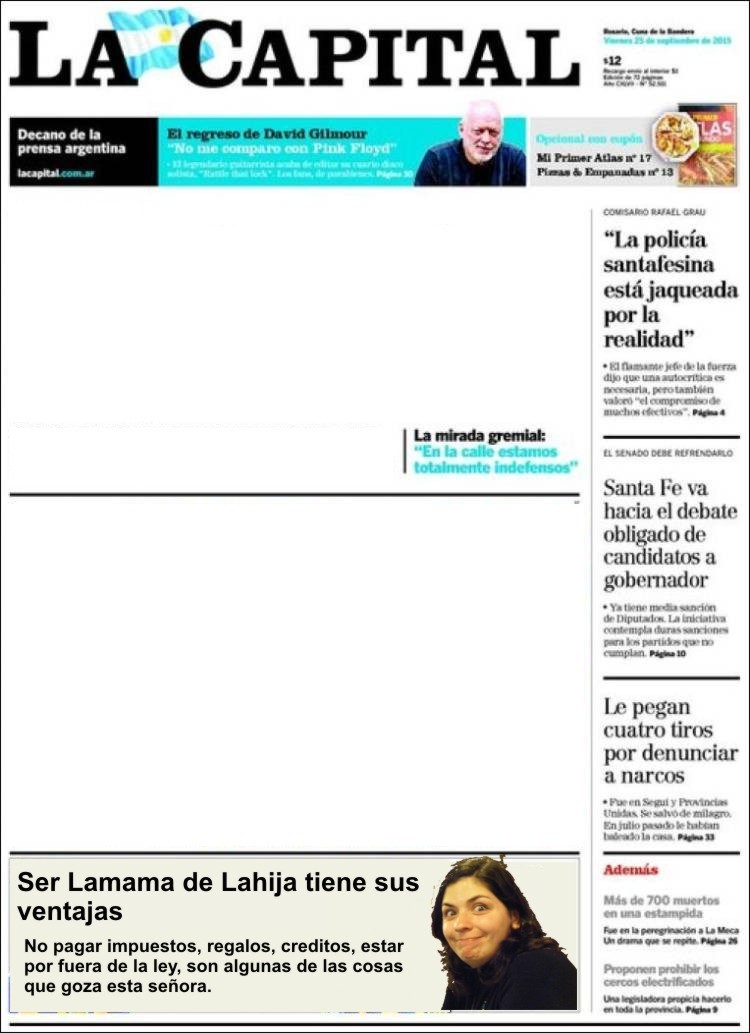 LA CAPITAL
Rosario, Cuna de la Bandera
Viernes 25 de septiembre de 2015
$12
Recargo envío al interior $2
Edición de 72 páginas
Decano de la
prensa argentina
lacapital.com.ar
El regreso de David Gilmour
"No me comparo con Pink Floyd"
• El legendario guitarrista acaba de editar su cuarto disco
solista, "Rattle that lock". Los fans, de parabienes. Página 30
Opcional con cupón
Mi Primer Atlas nº 17
Pizzas & Empanadas nº 13
COMISARIO RAFAEL GRAU
“La policía
santafesina
está jaqueada
por la
realidad”
• El flamante jefe de la fuerza
dijo que una autocrítica es
necesaria, pero también
valoró “el compromiso de
muchos efectivos”. Página 4
La mirada gremial:
“En la calle estamos
totalmente indefensos”
EL SENADO DEBE REFRENDARLO
Santa Fe va
hacia el debate
obligado de
candidatos a
gobernador
• Ya tiene media sanción
de Diputados. La iniciativa
contempla duras sanciones
para los partidos que no
cumplan. Página 10
Le pegan
cuatro tiros
por denunciar
a narcos
• Fue en Seguí y Provincias
Unidas. Se salvó de milagro.
En julio pasado le habían
baleado la casa. Página 33
Además
Más de 700 muertos
en una estampida
Fue en la peregrinación a La Meca
Un drama que se repite. Página 26
Proponen prohibir los
cercos electrificados
Una legisladora propicia hacerlo
en toda la provincia. Página 9
Ser Lamama de Lahija tiene sus
ventajas
No pagar impuestos, regalos, creditos, estar
por fuera de la ley, son algunas de las cosas
que goza esta señora.